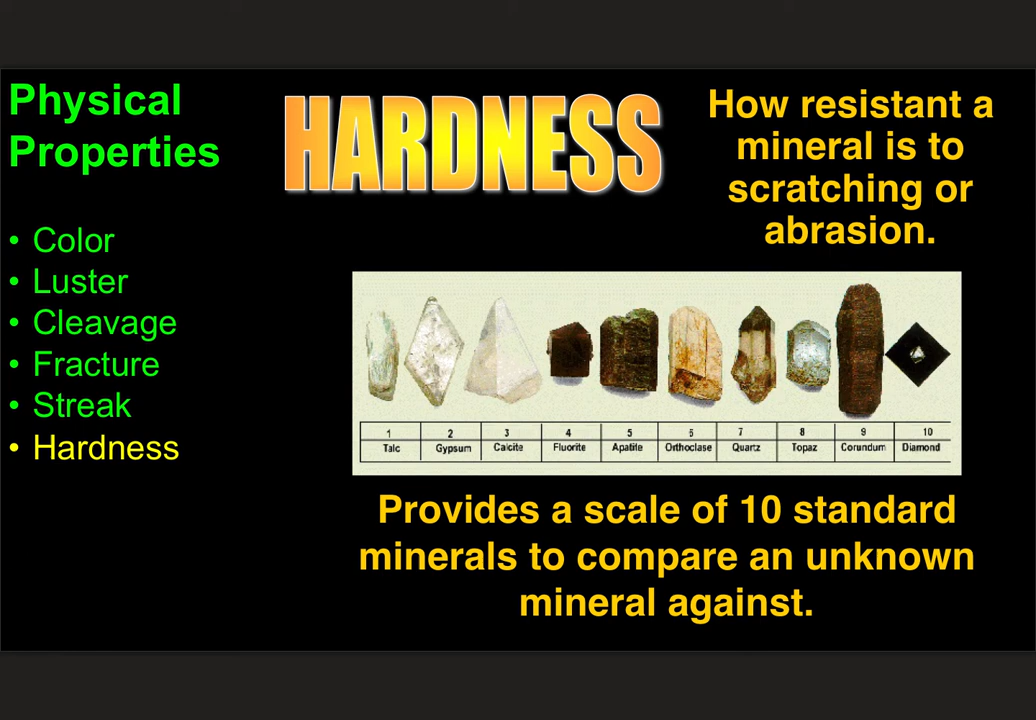 Physical
Properties
• Color
• Luster
• Cleavage
• Fracture
• Streak
• Hardness
HARDNESS
How resistant a
mineral is to
scratching or
abrasion.
1 2 3 4 5 6 7 8 9 10
Talc Gypsum Calcite Fluorite Apatite Orthoclase Quartz Topaz Corundum Diamond
Provides a scale of 10 standard
minerals to compare an unknown
mineral against.